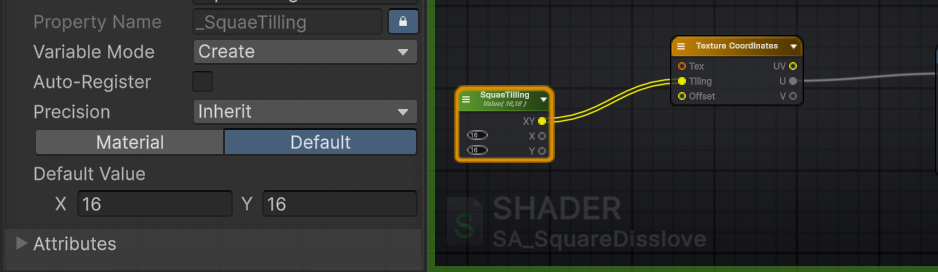 Property Name _SquaeTilling
Variable Mode Create
Auto-Register
Precision Inherit
Material Default
Default Value
X 16 Y 16
Attributes
SquaeTilling
Value( 16,16 )
XY
16 X
16 Y
Texture Coordinates
Tex UV
Tiling U
Offset V
S SHADER
SA_SquareDisslove